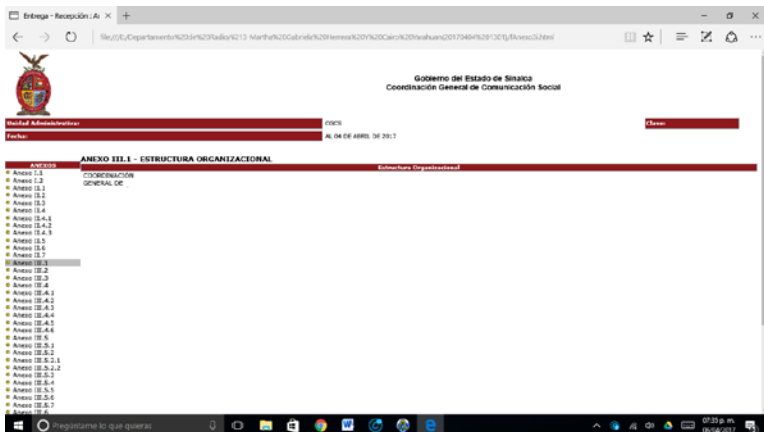 Entrega - Recepción : A
Gobierno del Estado de Sinaloa
Coordinación General de Comunicación Social
Unidad Administrativa:
CGCS
Clave:
Fecha:
AL 04 DE ABRIL DE 2017
ANEXO III.1 - ESTRUCTURA ORGANIZACIONAL
ANEXOS
Estructura Organizacional
COORDINACIÓN
GENERAL DE
Anexo I.1
Anexo I.2
Anexo II.1
Anexo II.2
Anexo II.3
Anexo II.4
Anexo II.4.1
Anexo II.4.2
Anexo II.4.3
Anexo II.5
Anexo II.6
Anexo II.7
Anexo III.1
Anexo III.2
Anexo III.3
Anexo III.4
Anexo III.4.1
Anexo III.4.2
Anexo III.4.3
Anexo III.4.4
Anexo III.4.5
Anexo III.4.6
Anexo III.5
Anexo III.5.1
Anexo III.5.2
Anexo III.5.2.1
Anexo III.5.2.2
Anexo III.5.3
Anexo III.5.4
Anexo III.5.5
Anexo III.5.6
Anexo III.5.7
Anexo III.6
Pregúntame lo que quieras
07:35 p. m.
06/04/2017